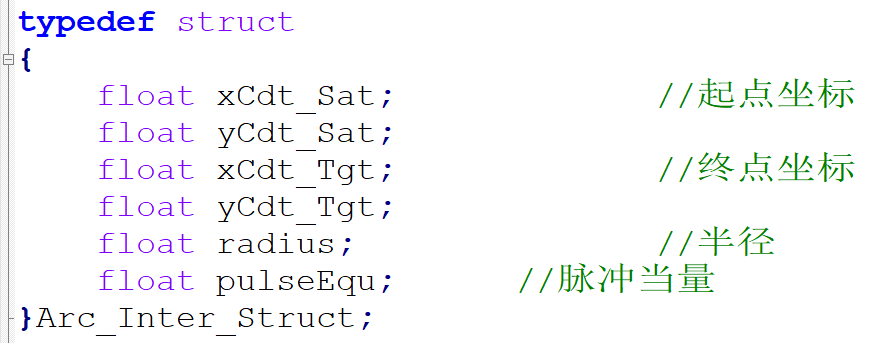 typedef struct
{
    float xCdt_Sat;             //起点坐标
    float yCdt_Sat;
    float xCdt_Tgt;             //终点坐标
    float yCdt_Tgt;
    float radius;               //半径
    float pulseEqu;      //脉冲当量
}Arc_Inter_Struct;